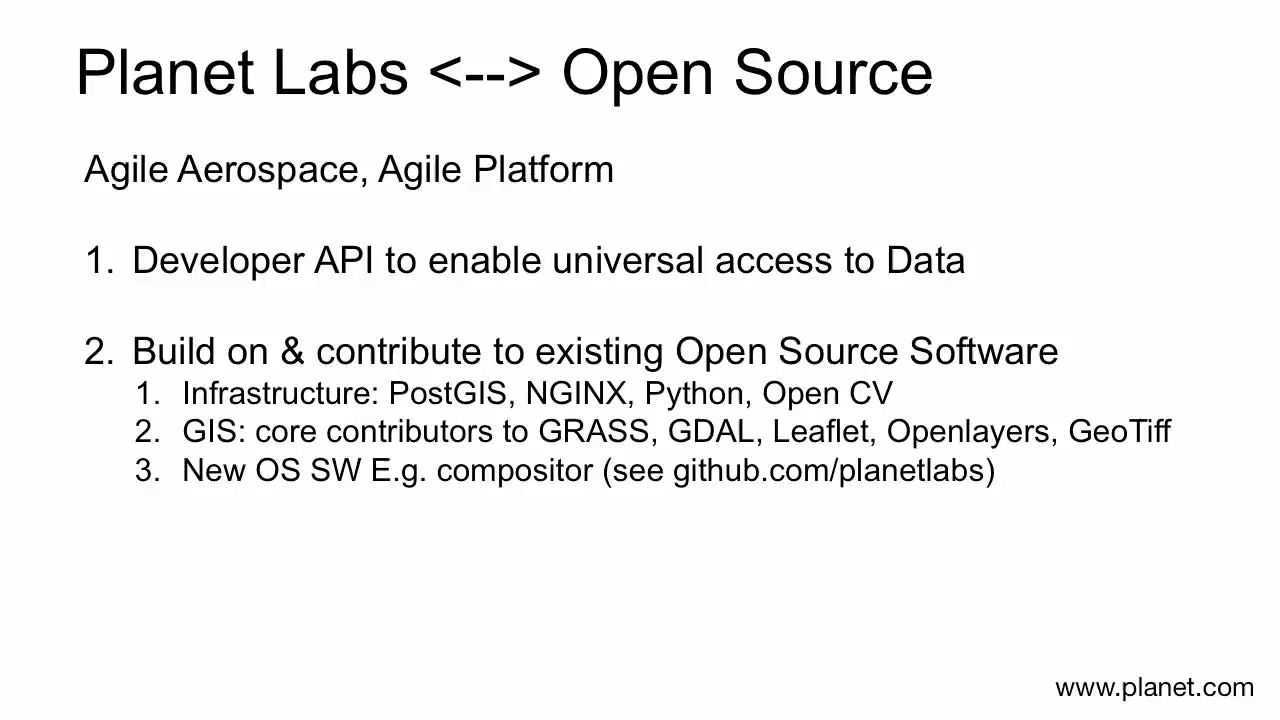 Planet Labs <--> Open Source
Agile Aerospace, Agile Platform
1. Developer API to enable universal access to Data
2. Build on & contribute to existing Open Source Software
1. Infrastructure: PostGIS, NGINX, Python, Open CV
2. GIS: core contributors to GRASS, GDAL, Leaflet, Openlayers, GeoTiff
3. New OS SW E.g. compositor (see github.com/planetlabs)
www.planet.com